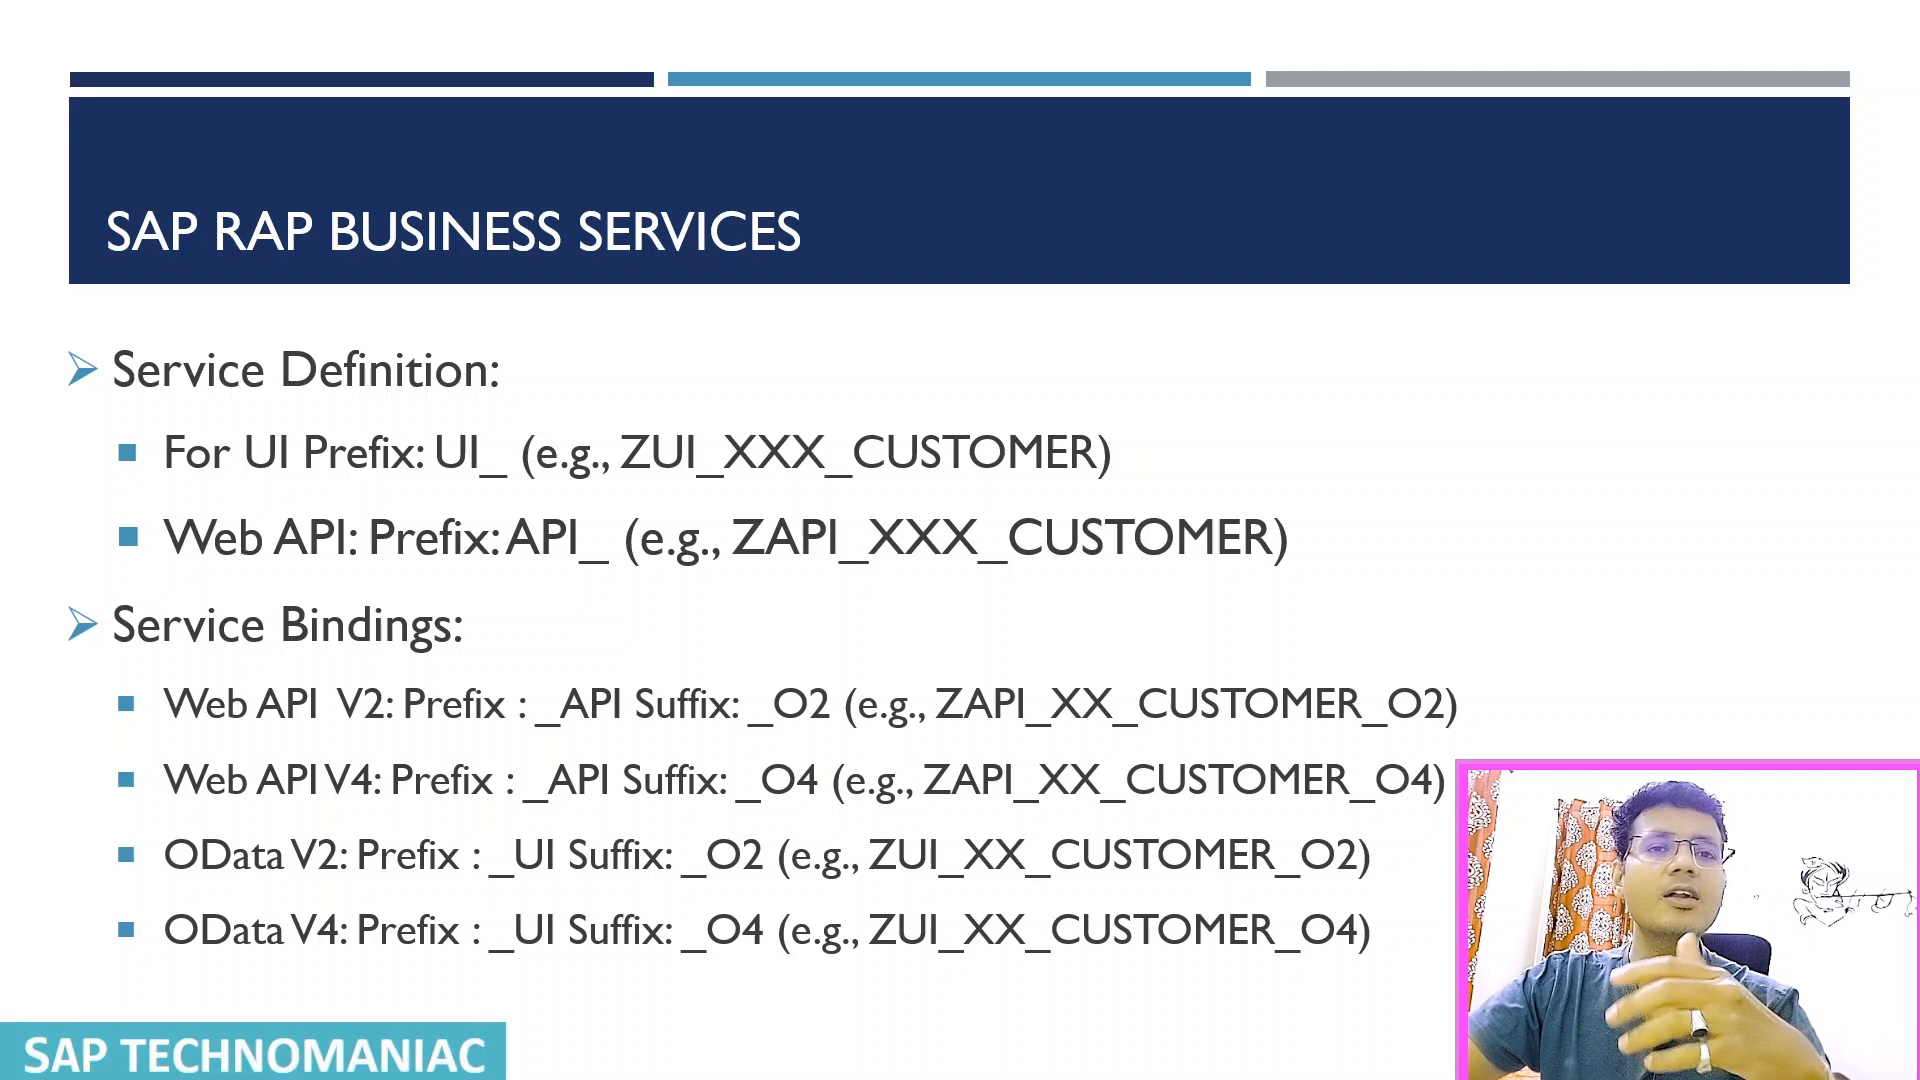 SAP RAP BUSINESS SERVICES
Service Definition:
For UI Prefix: UI_ (e.g., ZUI_XXX_CUSTOMER)
Web API: Prefix: API_ (e.g., ZAPI_XXX_CUSTOMER)
Service Bindings:
Web API V2: Prefix : _API Suffix: _O2 (e.g., ZAPI_XX_CUSTOMER_O2)
Web API V4: Prefix : _API Suffix: _O4 (e.g., ZAPI_XX_CUSTOMER_O4)
OData V2: Prefix : _UI Suffix: _O2 (e.g., ZUI_XX_CUSTOMER_O2)
OData V4: Prefix : _UI Suffix: _O4 (e.g., ZUI_XX_CUSTOMER_O4)
SAP TECHNOMANIAC